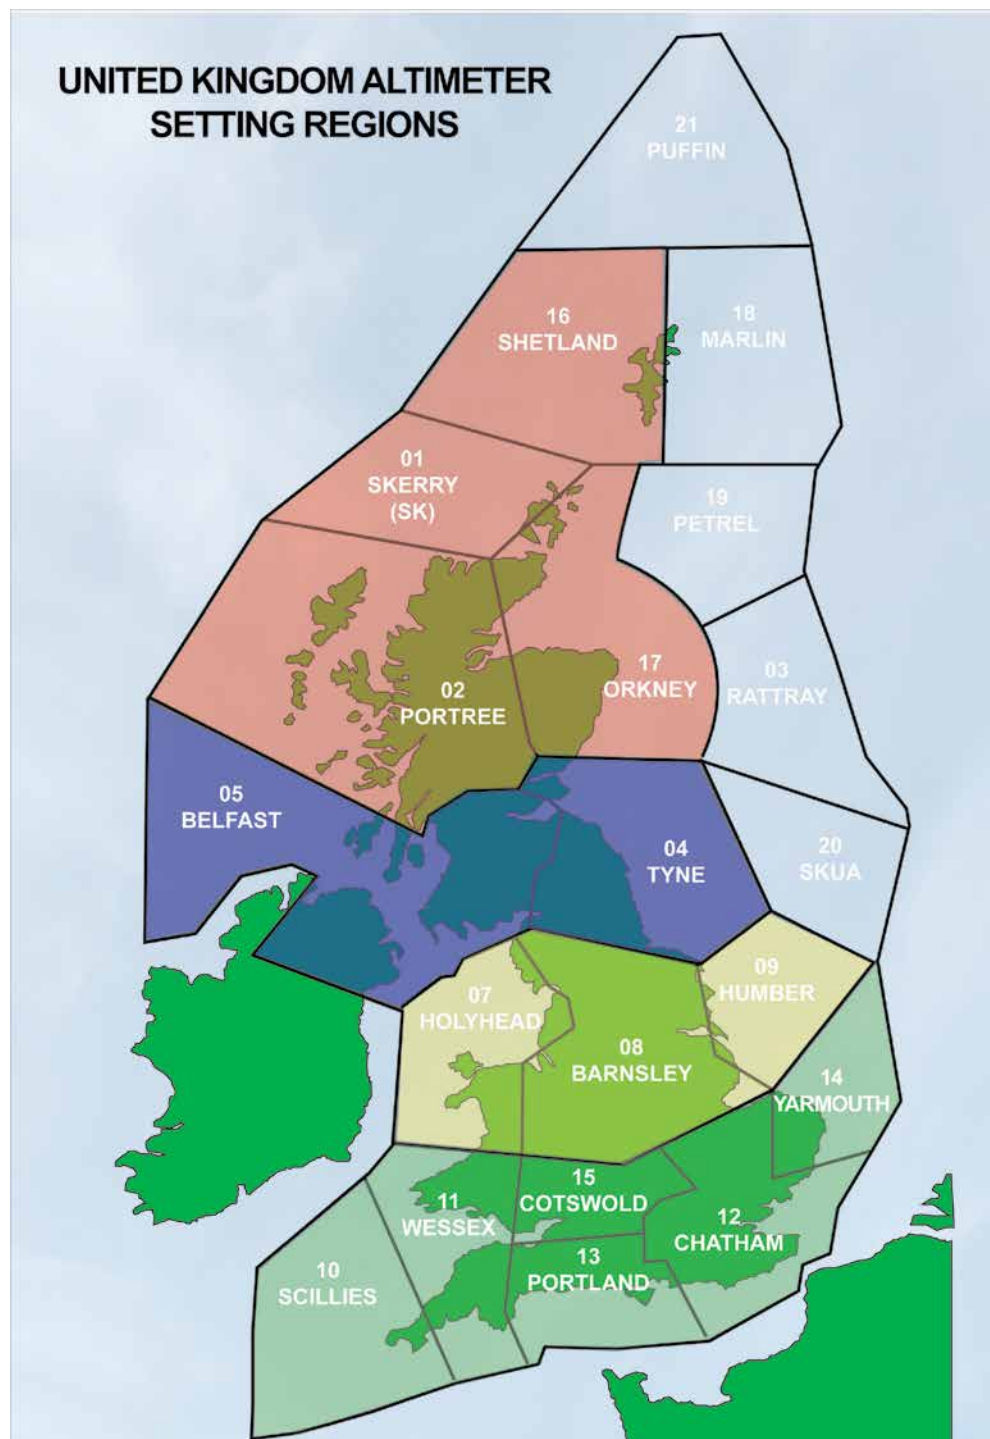 UNITED KINGDOM ALTIMETER
SETTING REGIONS
21
PUFFIN
16
SHETLAND
18
MARLIN
01
SKERRY
(SK)
19
PETREL
17
ORKNEY
03
RATTRAY
02
PORTREE
05
BELFAST
04
TYNE
20
SKUA
09
HUMBER
07
HOLYHEAD
08
BARNSLEY
14
YARMOUTH
15
COTSWOLD
11
WESSEX
12
CHATHAM
13
PORTLAND
10
SCILLIES